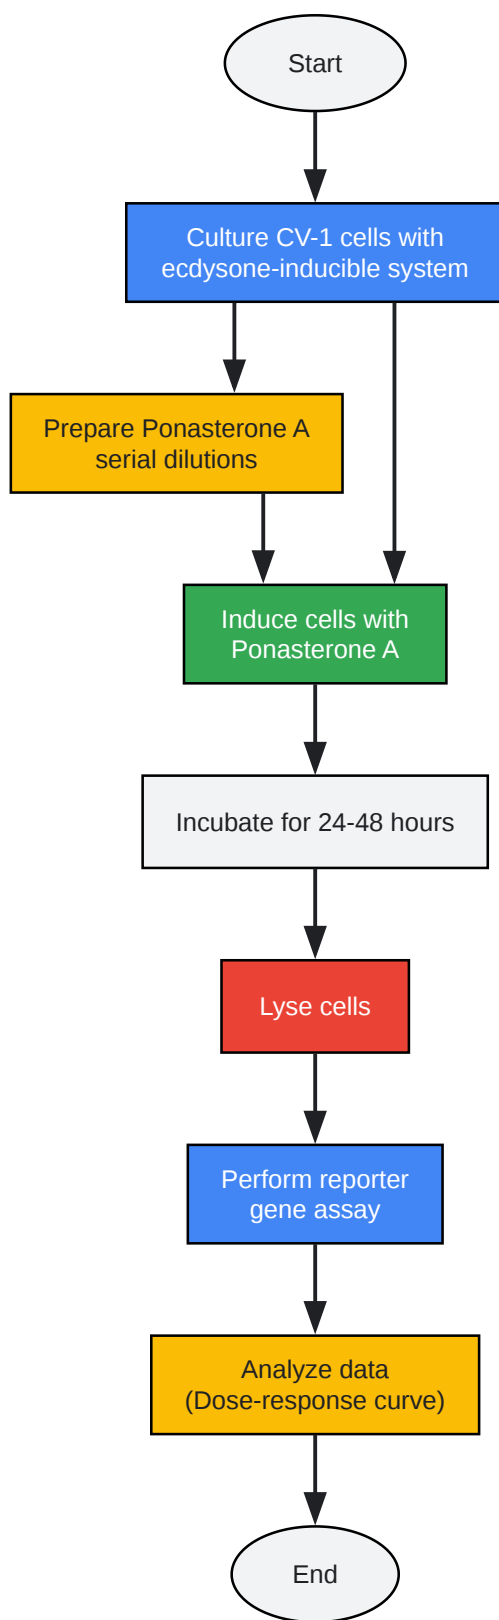 Start
Culture CV-1 cells with
ecdysone-inducible system
Prepare Ponasterone A
serial dilutions
Induce cells with
Ponasterone A
Incubate for 24-48 hours
Lyse cells
Perform reporter
gene assay
Analyze data
(Dose-response curve)
End